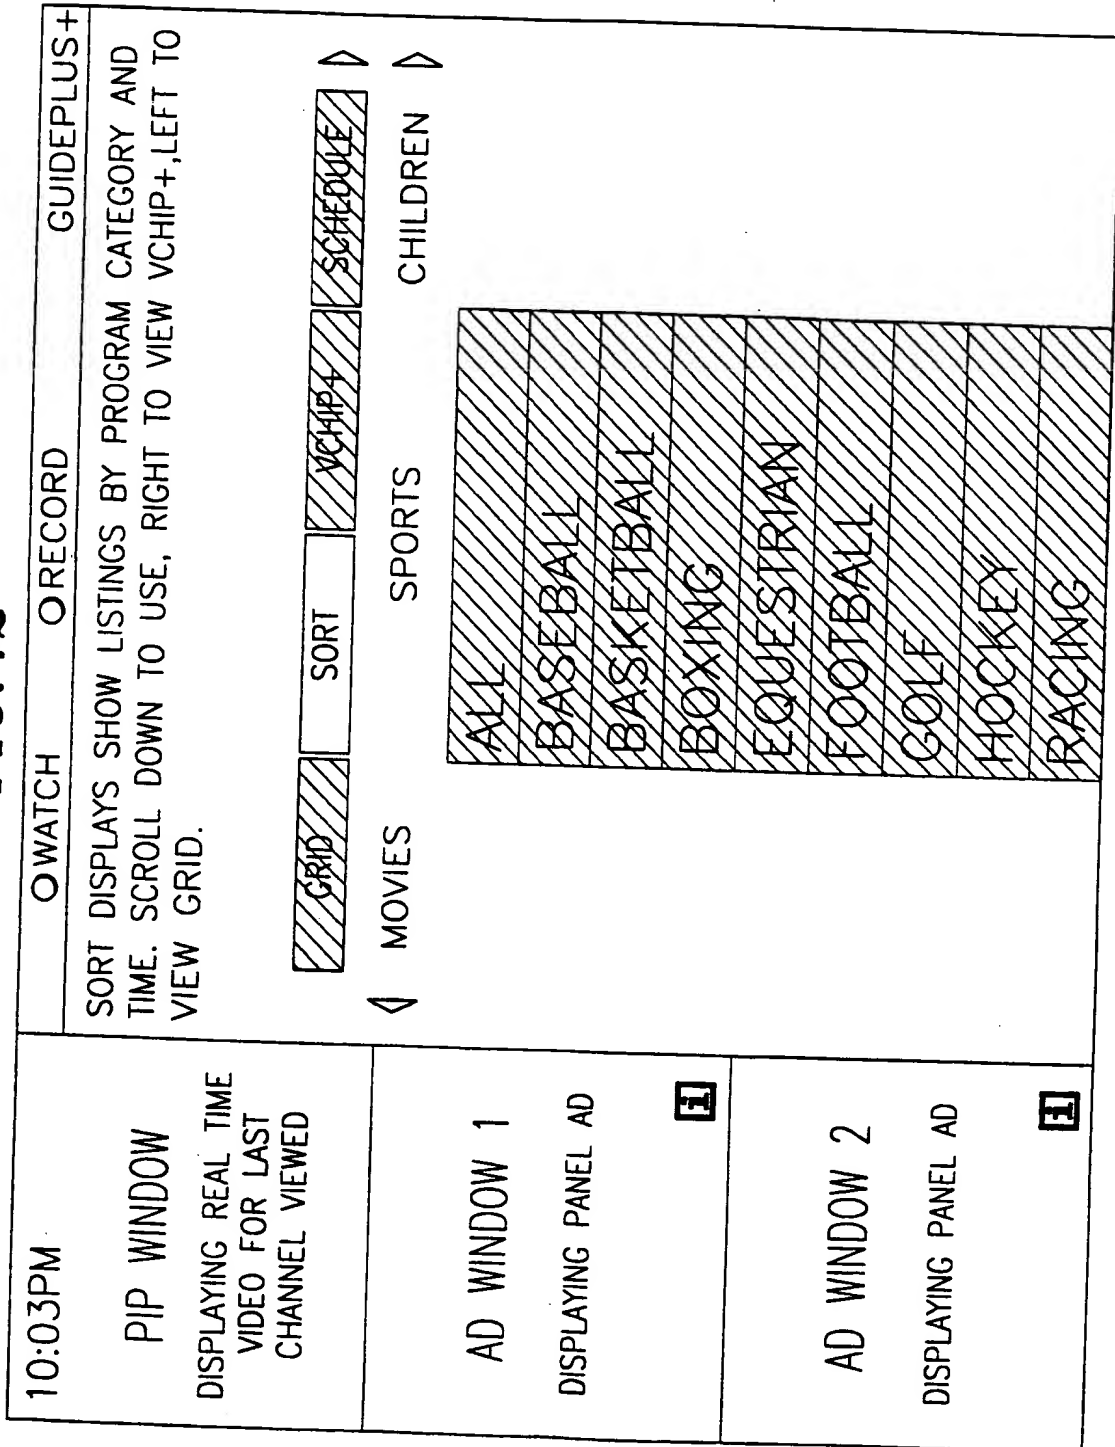 10:03PM
PIP WINDOW
DISPLAYING REAL TIME
VIDEO FOR LAST
CHANNEL VIEWED
AD WINDOW 1
DISPLAYING PANEL AD
i
AD WINDOW 2
DISPLAYING PANEL AD
i
WATCH RECORD GUIDEPLUS+
SORT DISPLAYS SHOW LISTINGS BY PROGRAM CATEGORY AND
TIME. SCROLL DOWN TO USE, RIGHT TO VIEW VCHIP+,LEFT TO
VIEW GRID.
GRID SORT VCHIP+ SCHEDULE
MOVIES SPORTS CHILDREN
ALL
BASEBALL
BASKETBALL
BOXING
EQUESTRIAN
FOOTBALL
GOLF
HOCKEY
RACING